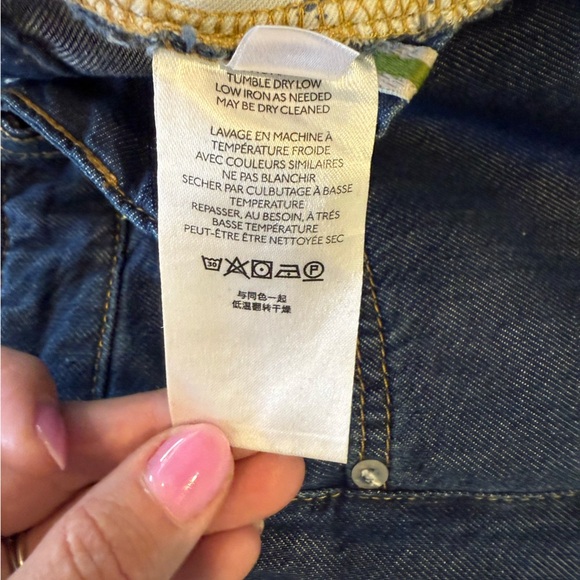 TUMBLE DRY LOW
LOW IRON AS NEEDED
MAY BE DRY CLEANED
LAVAGE EN MACHINE À
TEMPÉRATURE FROIDE
AVEC COULEURS SIMILAIRES
NE PAS BLANCHIR
SECHER PAR CULBUTAGE À BASSE
TEMPERATURE
REPASSER, AU BESOIN, À TRÉS
BASSE TEMPÉRATURE
PEUT-ÊTRE ÊTRE NETTOYÉE SEC
30 P
与同色一起
低温翻转干燥